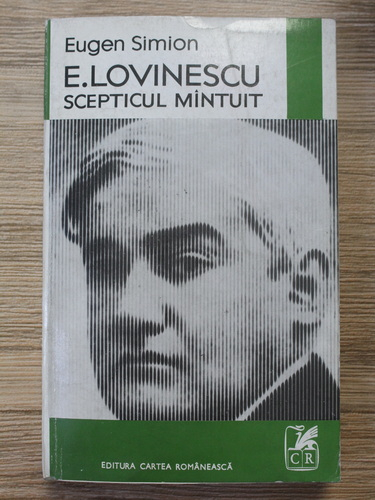 Eugen Simion
E.LOVINESCU
SCEPTICUL MÎNTUIT
EDITURA CARTEA ROMÂNEASCĂ
CR